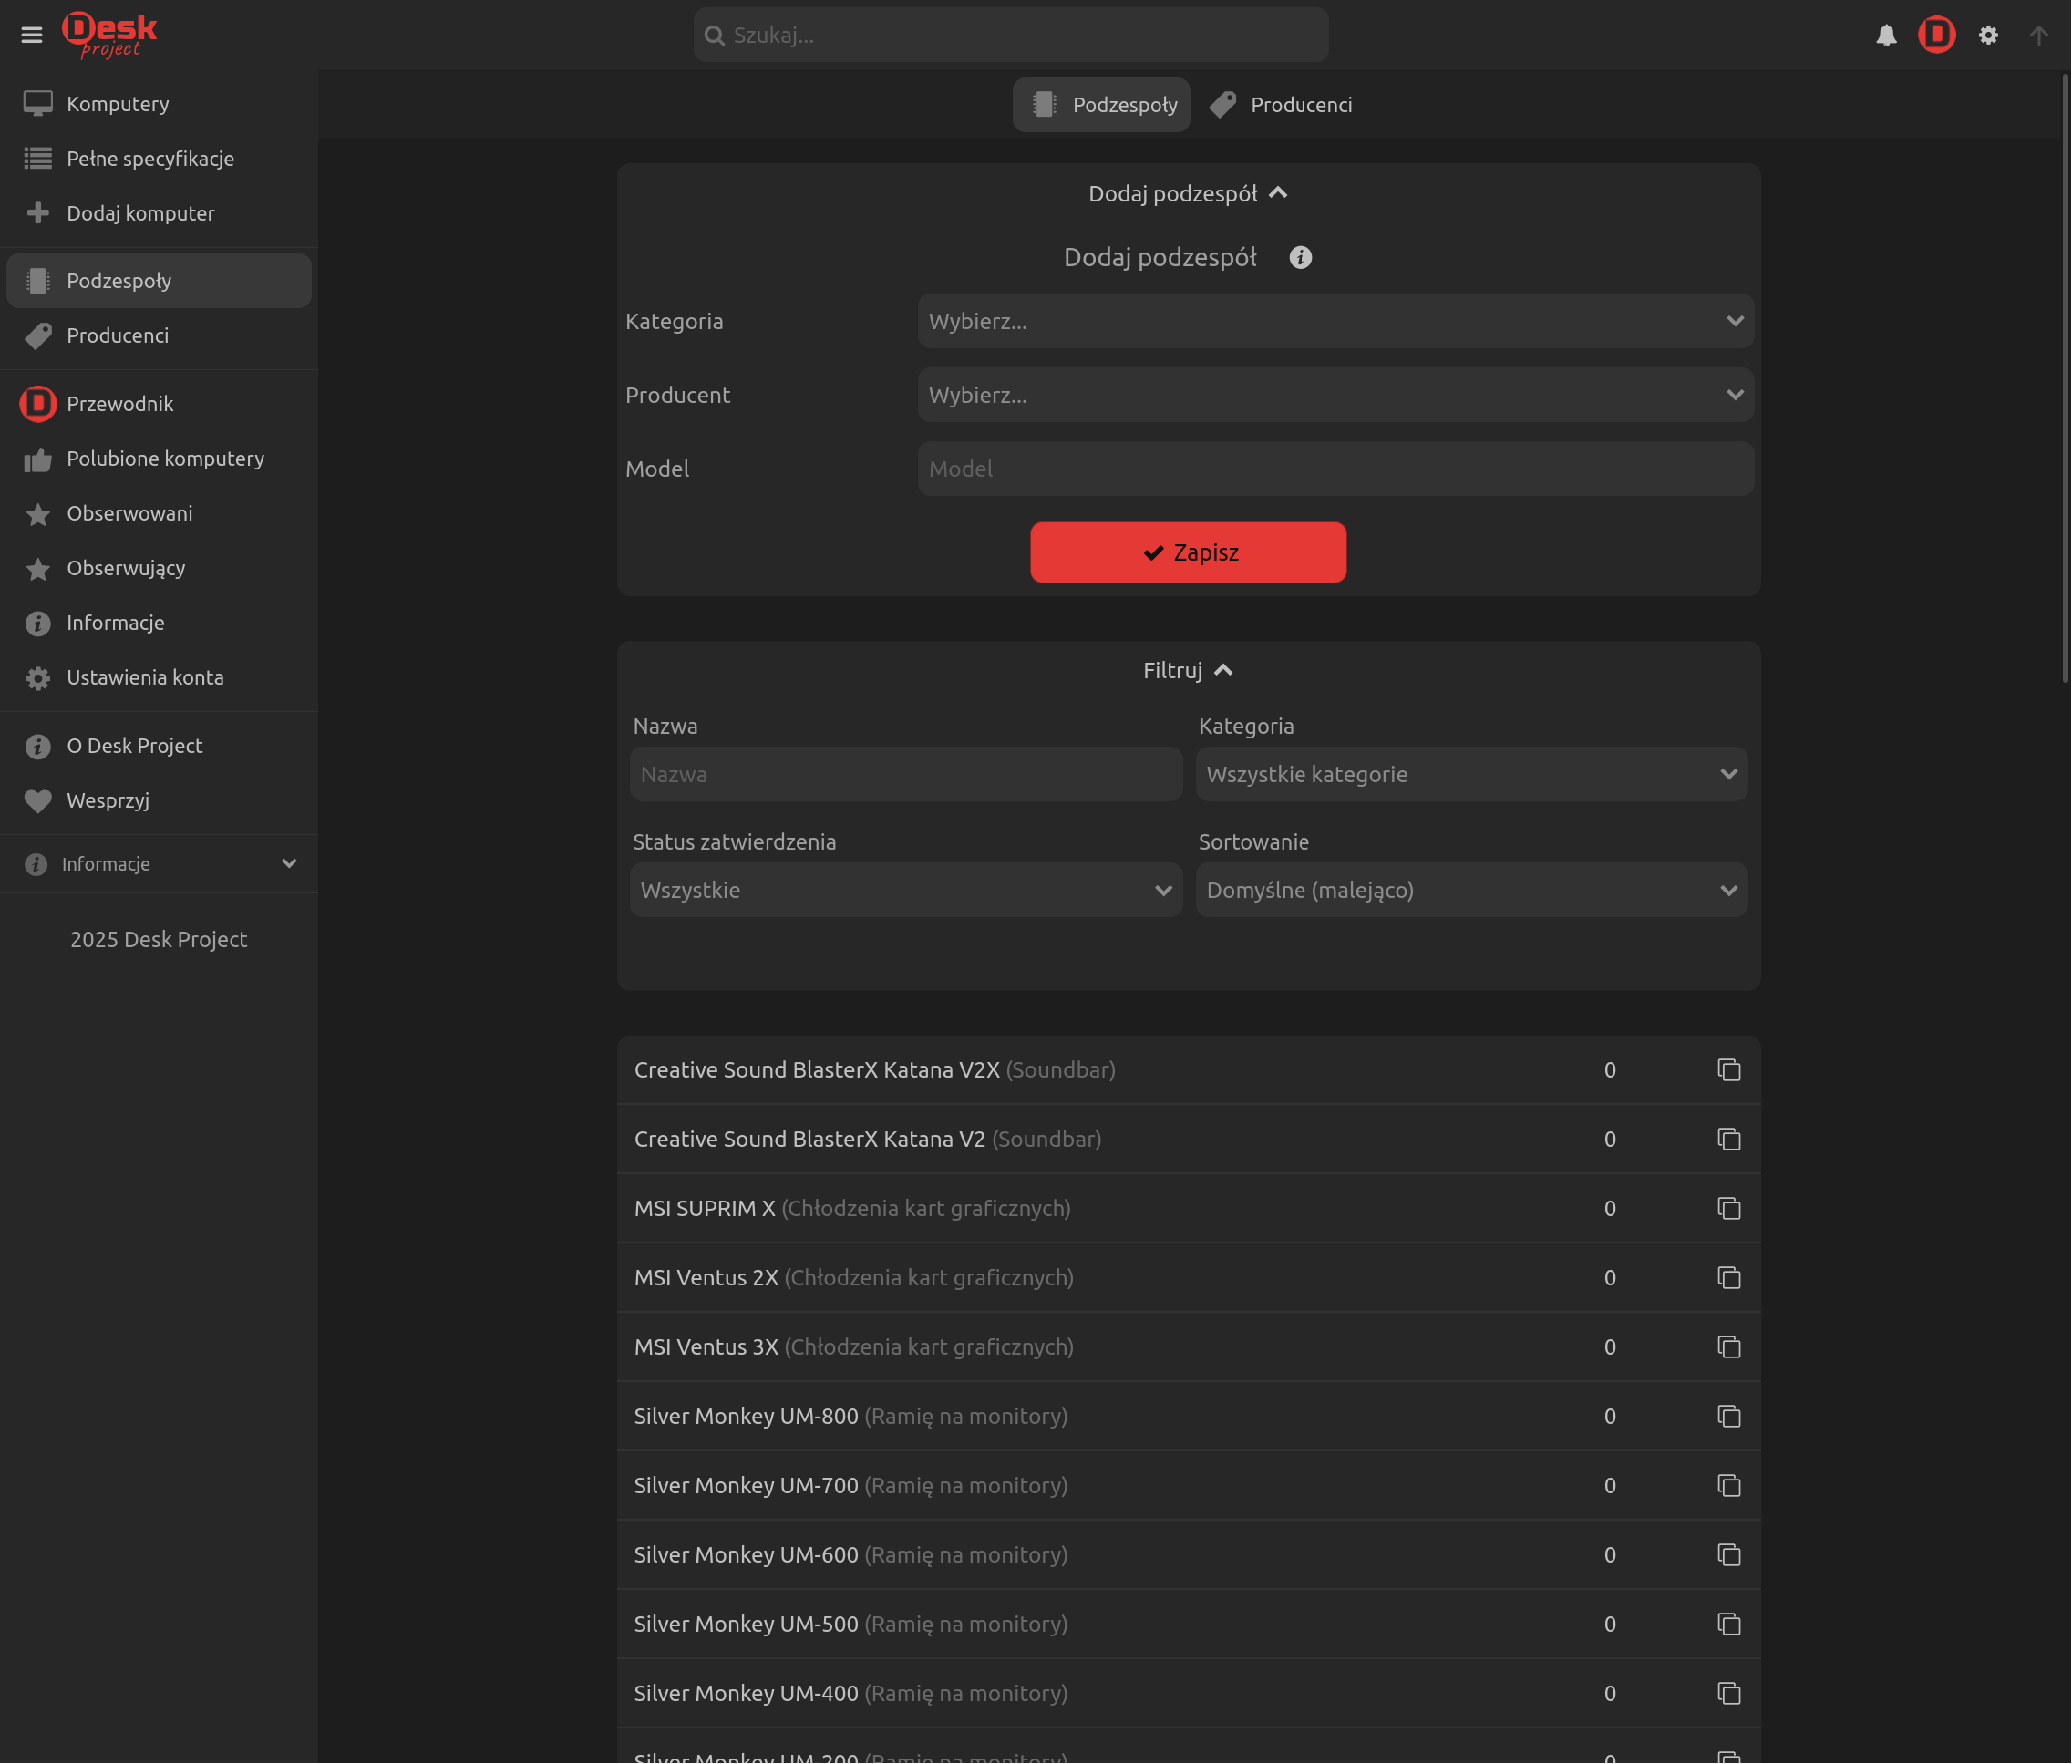 Desk
project
Szukaj...
Komputery
Pełne specyfikacje
Dodaj komputer
Podzespoły
Producenci
Przewodnik
Polubione komputery
Obserwowani
Obserwujący
Informacje
Ustawienia konta
O Desk Project
Wesprzyj
Informacje
2025 Desk Project
Podzespoły Producenci
Dodaj podzespół
Dodaj podzespół
Kategoria Wybierz...
Producent Wybierz...
Model Model
Zapisz
Filtruj
Nazwa Kategoria
Nazwa Wszystkie kategorie
Status zatwierdzenia Sortowanie
Wszystkie Domyślne (malejąco)
Creative Sound BlasterX Katana V2X (Soundbar) 0
Creative Sound BlasterX Katana V2 (Soundbar) 0
MSI SUPRIM X (Chłodzenia kart graficznych) 0
MSI Ventus 2X (Chłodzenia kart graficznych) 0
MSI Ventus 3X (Chłodzenia kart graficznych) 0
Silver Monkey UM-800 (Ramię na monitory) 0
Silver Monkey UM-700 (Ramię na monitory) 0
Silver Monkey UM-600 (Ramię na monitory) 0
Silver Monkey UM-500 (Ramię na monitory) 0
Silver Monkey UM-400 (Ramię na monitory) 0
Silver Monkey (Ramię na monitory) 0